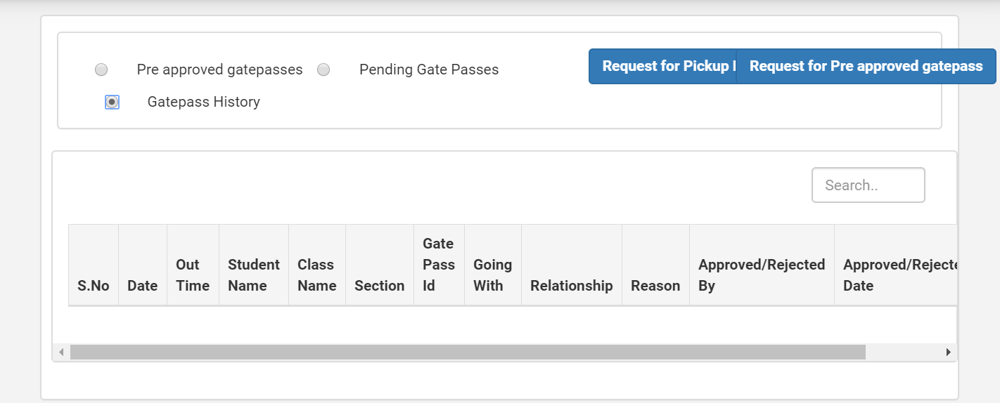 Pre approved gatepasses
Pending Gate Passes
Request for Pickup
Request for Pre approved gatepass
Gatepass History
Search..
S.No
Date
Out
Time
Student
Name
Class
Name
Section
Gate
Pass
Id
Going
With
Relationship
Reason
Approved/Rejected
By
Approved/Rejecte
Date